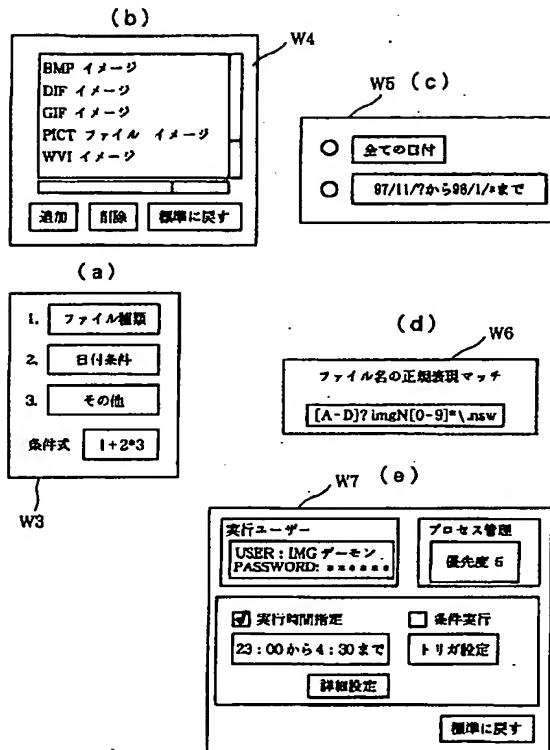 (b)
W4
BMP イメージ
DIF イメージ
GIF イメージ
PICT ファイル イメージ
WVI イメージ
追加 削除 標準に戻す
W5 (c)
全ての日付
97/11/?から98/1/*まで
(a)
1. ファイル種類
2. 日付条件
3. その他
条件式 1+2*3
W3
(d)
W6
ファイル名の正規表現マッチ
[A-D]?imgN[0-9]*\.nsw
W7 (e)
実行ユーザー
USER : IMG デーモン
PASSWORD: ******
プロセス管理
優先度 5
実行時間指定 条件実行
23：00から4：30まで トリガ設定
詳細設定
標準に戻す